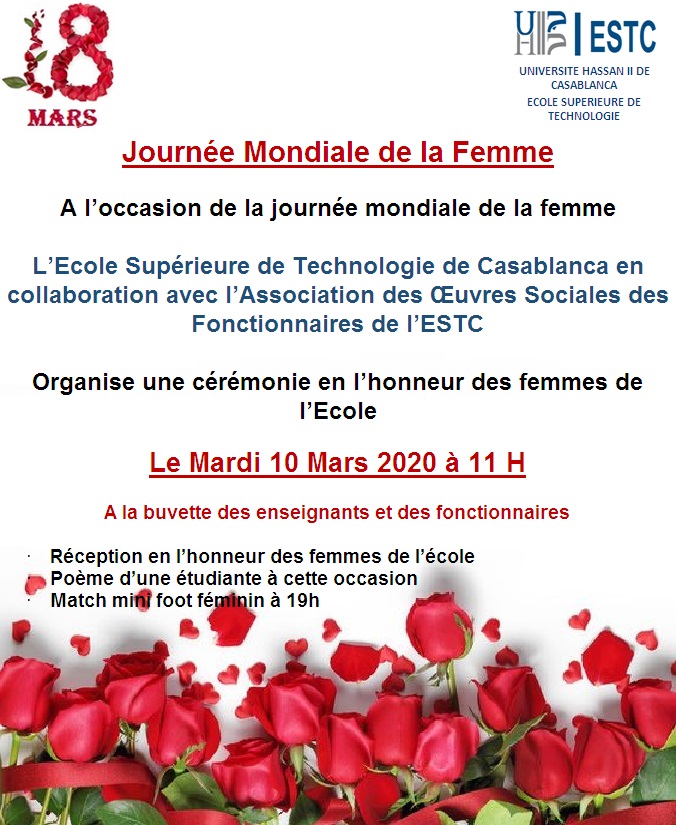 8
MARS
UH2C | ESTC
UNIVERSITE HASSAN II DE
CASABLANCA
ECOLE SUPERIEURE DE
TECHNOLOGIE
Journée Mondiale de la Femme
A l’occasion de la journée mondiale de la femme
L’Ecole Supérieure de Technologie de Casablanca en
collaboration avec l’Association des Œuvres Sociales des
Fonctionnaires de l’ESTC
Organise une cérémonie en l’honneur des femmes de
l’Ecole
Le Mardi 10 Mars 2020 à 11 H
A la buvette des enseignants et des fonctionnaires
· Réception en l’honneur des femmes de l’école
· Poème d’une étudiante à cette occasion
· Match mini foot féminin à 19h